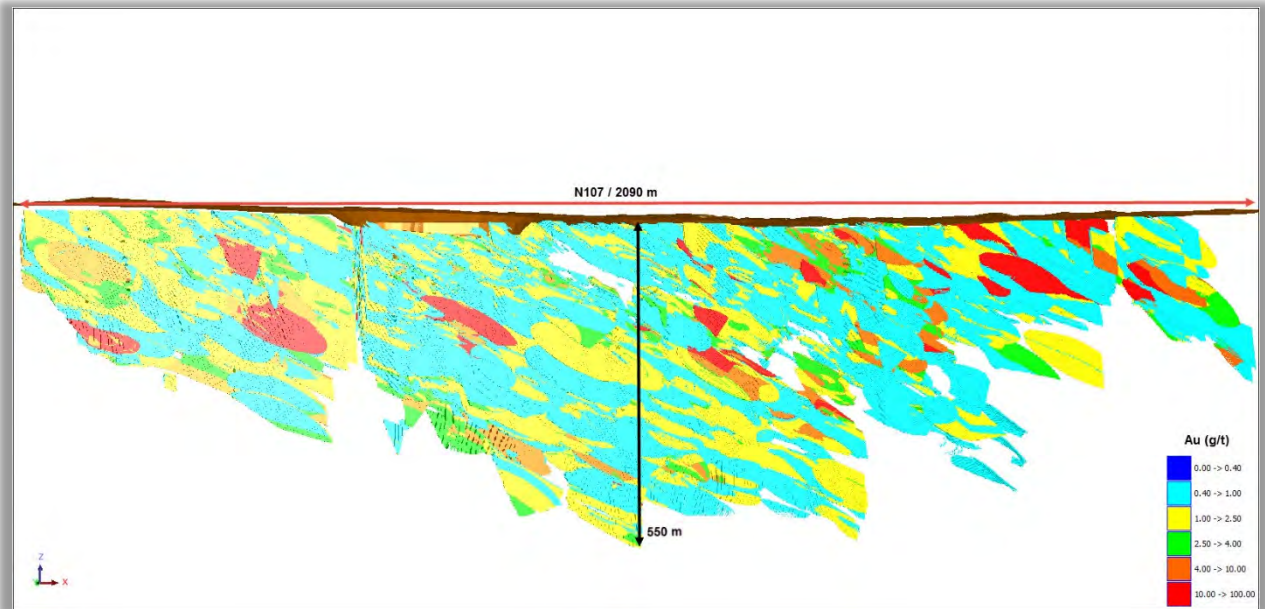 N107 / 2090 m
550 m
Au (g/t)
0.00 -> 0.40
0.40 -> 1.00
1.00 -> 2.50
2.50 -> 4.00
4.00 -> 10.00
10.00 -> 100.00
Z
X